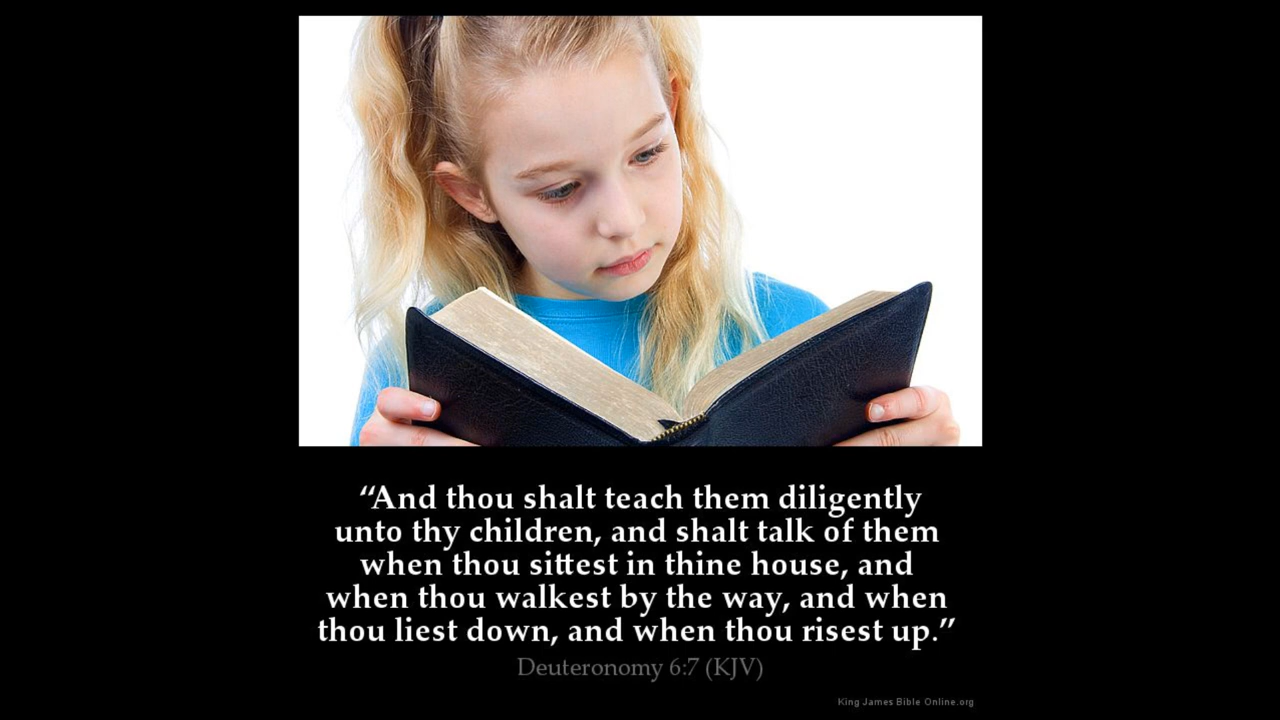 “And thou shalt teach them diligently
unto thy children, and shalt talk of them
when thou sittest in thine house, and
when thou walkest by the way, and when
thou liest down, and when thou risest up.”
Deuteronomy 6:7 (KJV)
King James Bible Online.org